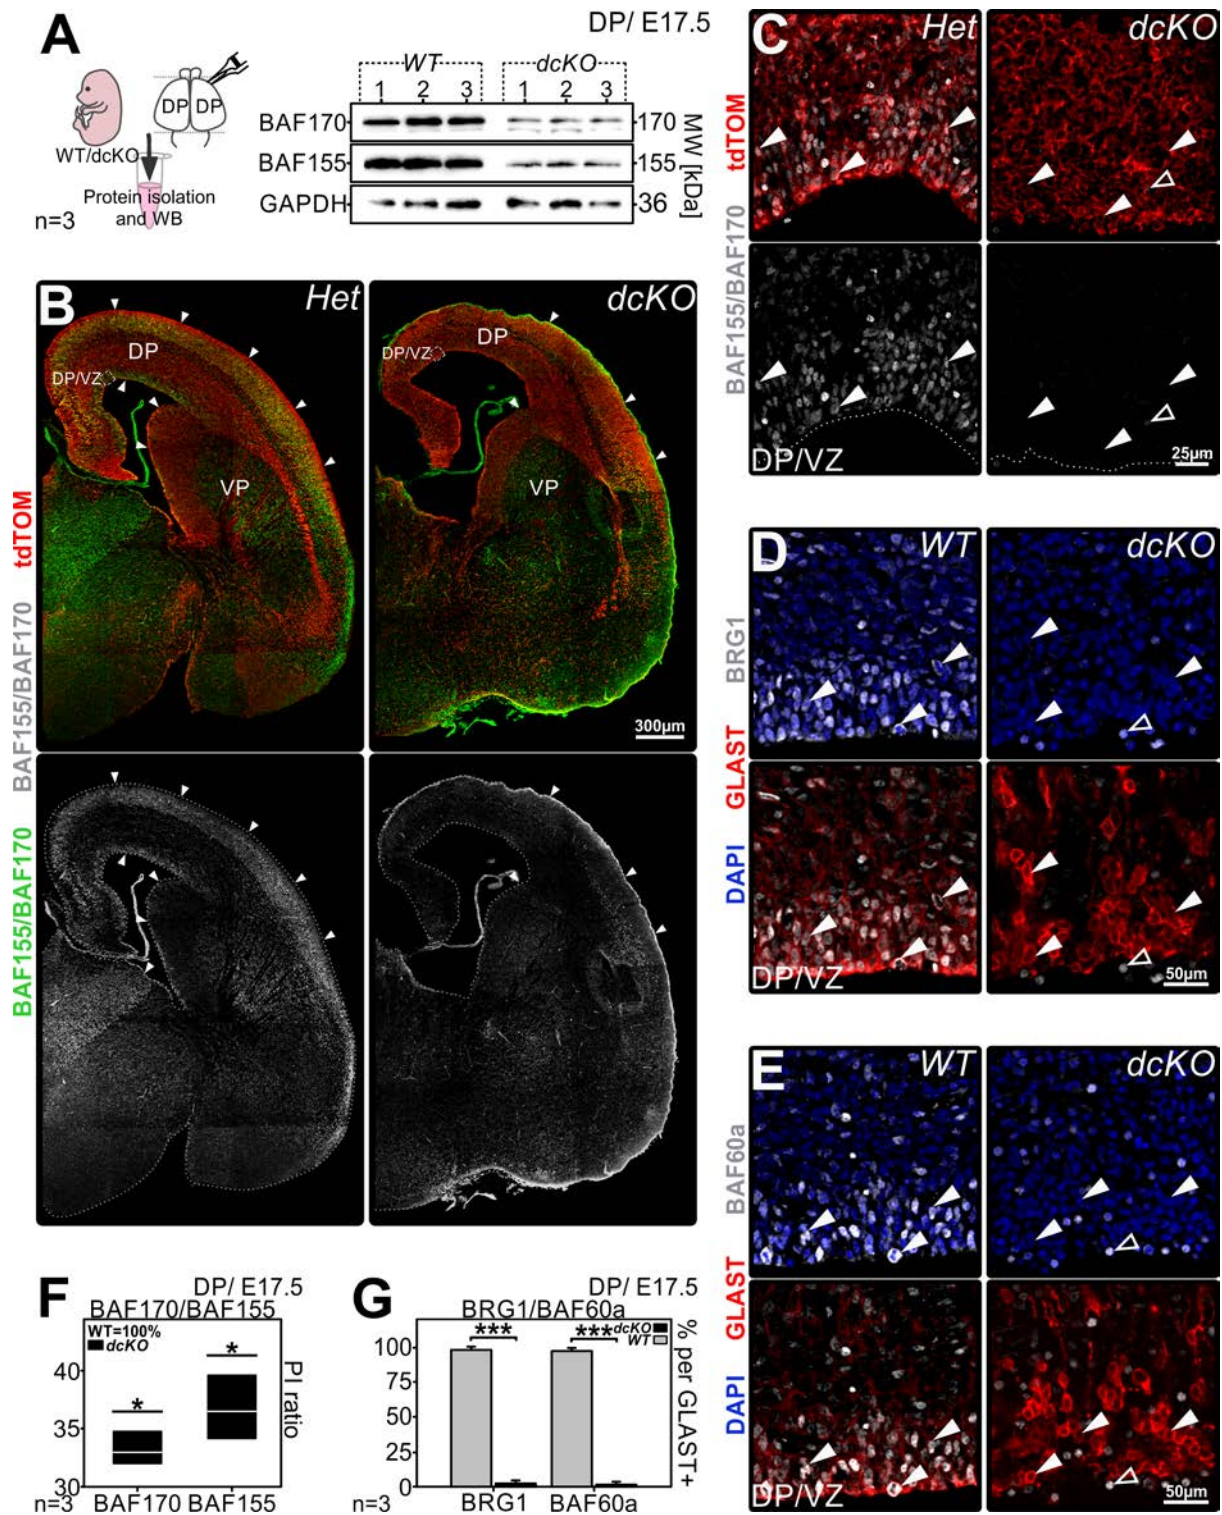 A
DP/ E17.5
WT
dcKO
1 2 3 1 2 3
DP DP
WT/dcKO
Protein isolation
and WB
n=3
BAF170 170
BAF155 155
GAPDH 36
MW [kDa]
B
Het
dcKO
DP
DP/VZ
VP
DP
DP/VZ
VP
300µm
BAF155/BAF170 BAF155/BAF170 tdTOM
C
Het
dcKO
BAF155/BAF170 tdTOM
DP/VZ
25µm
D
WT
dcKO
DAPI GLAST BRG1
DP/VZ
50µm
E
WT
dcKO
DAPI GLAST BAF60a
DP/VZ
50µm
F
DP/ E17.5
BAF170/BAF155
WT=100%
dcKO
* *
40
35
30
PI ratio
BAF170 BAF155
n=3
G
DP/ E17.5
BRG1/BAF60a
*** ***
dcKO
WT
100
75
50
25
0
% per GLAST+
BRG1 BAF60a
n=3